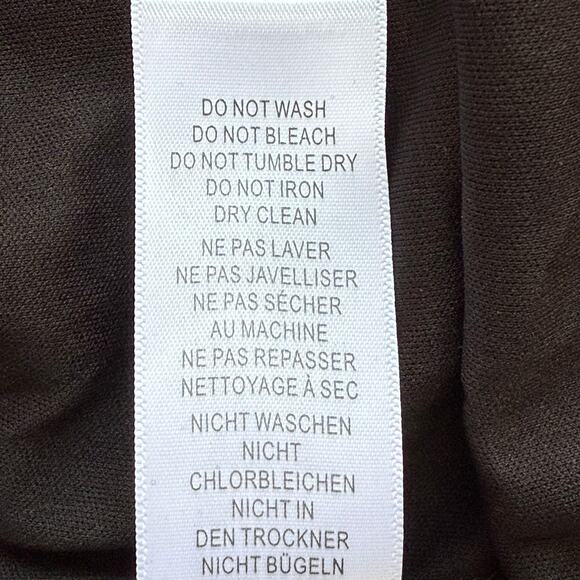 DO NOT WASH
DO NOT BLEACH
DO NOT TUMBLE DRY
DO NOT IRON
DRY CLEAN
NE PAS LAVER
NE PAS JAVELLISER
NE PAS SÉCHER
AU MACHINE
NE PAS REPASSER
NETTOYAGE À SEC
NICHT WASCHEN
NICHT
CHLORBLEICHEN
NICHT IN
DEN TROCKNER
NICHT BÜGELN